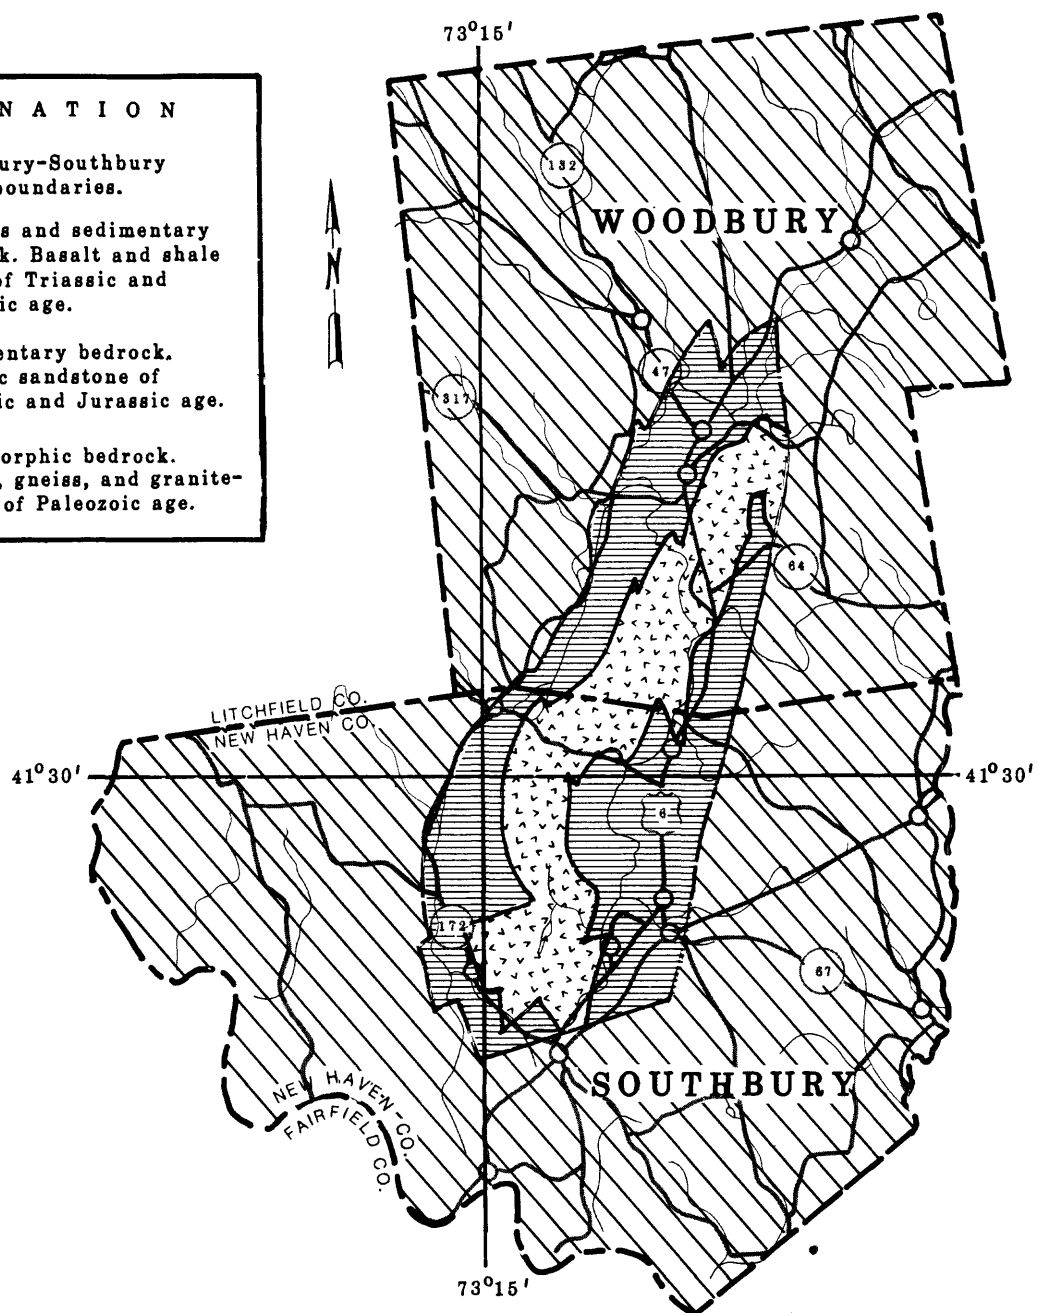 73°15'
N A T I O N
ury-Southbury
oundaries.
s and sedimentary
k. Basalt and shale
of Triassic and
ic age.
entary bedrock.
c sandstone of
ic and Jurassic age.
orphic bedrock.
, gneiss, and granite-
of Paleozoic age.
132
WOODBURY
N
47
317
64
LITCHFIELD CO.
NEW HAVEN CO.
41°30'
41°30'
6
172
67
SOUTHBURY
NEW HAVEN CO.
FAIRFIELD CO.
73°15'